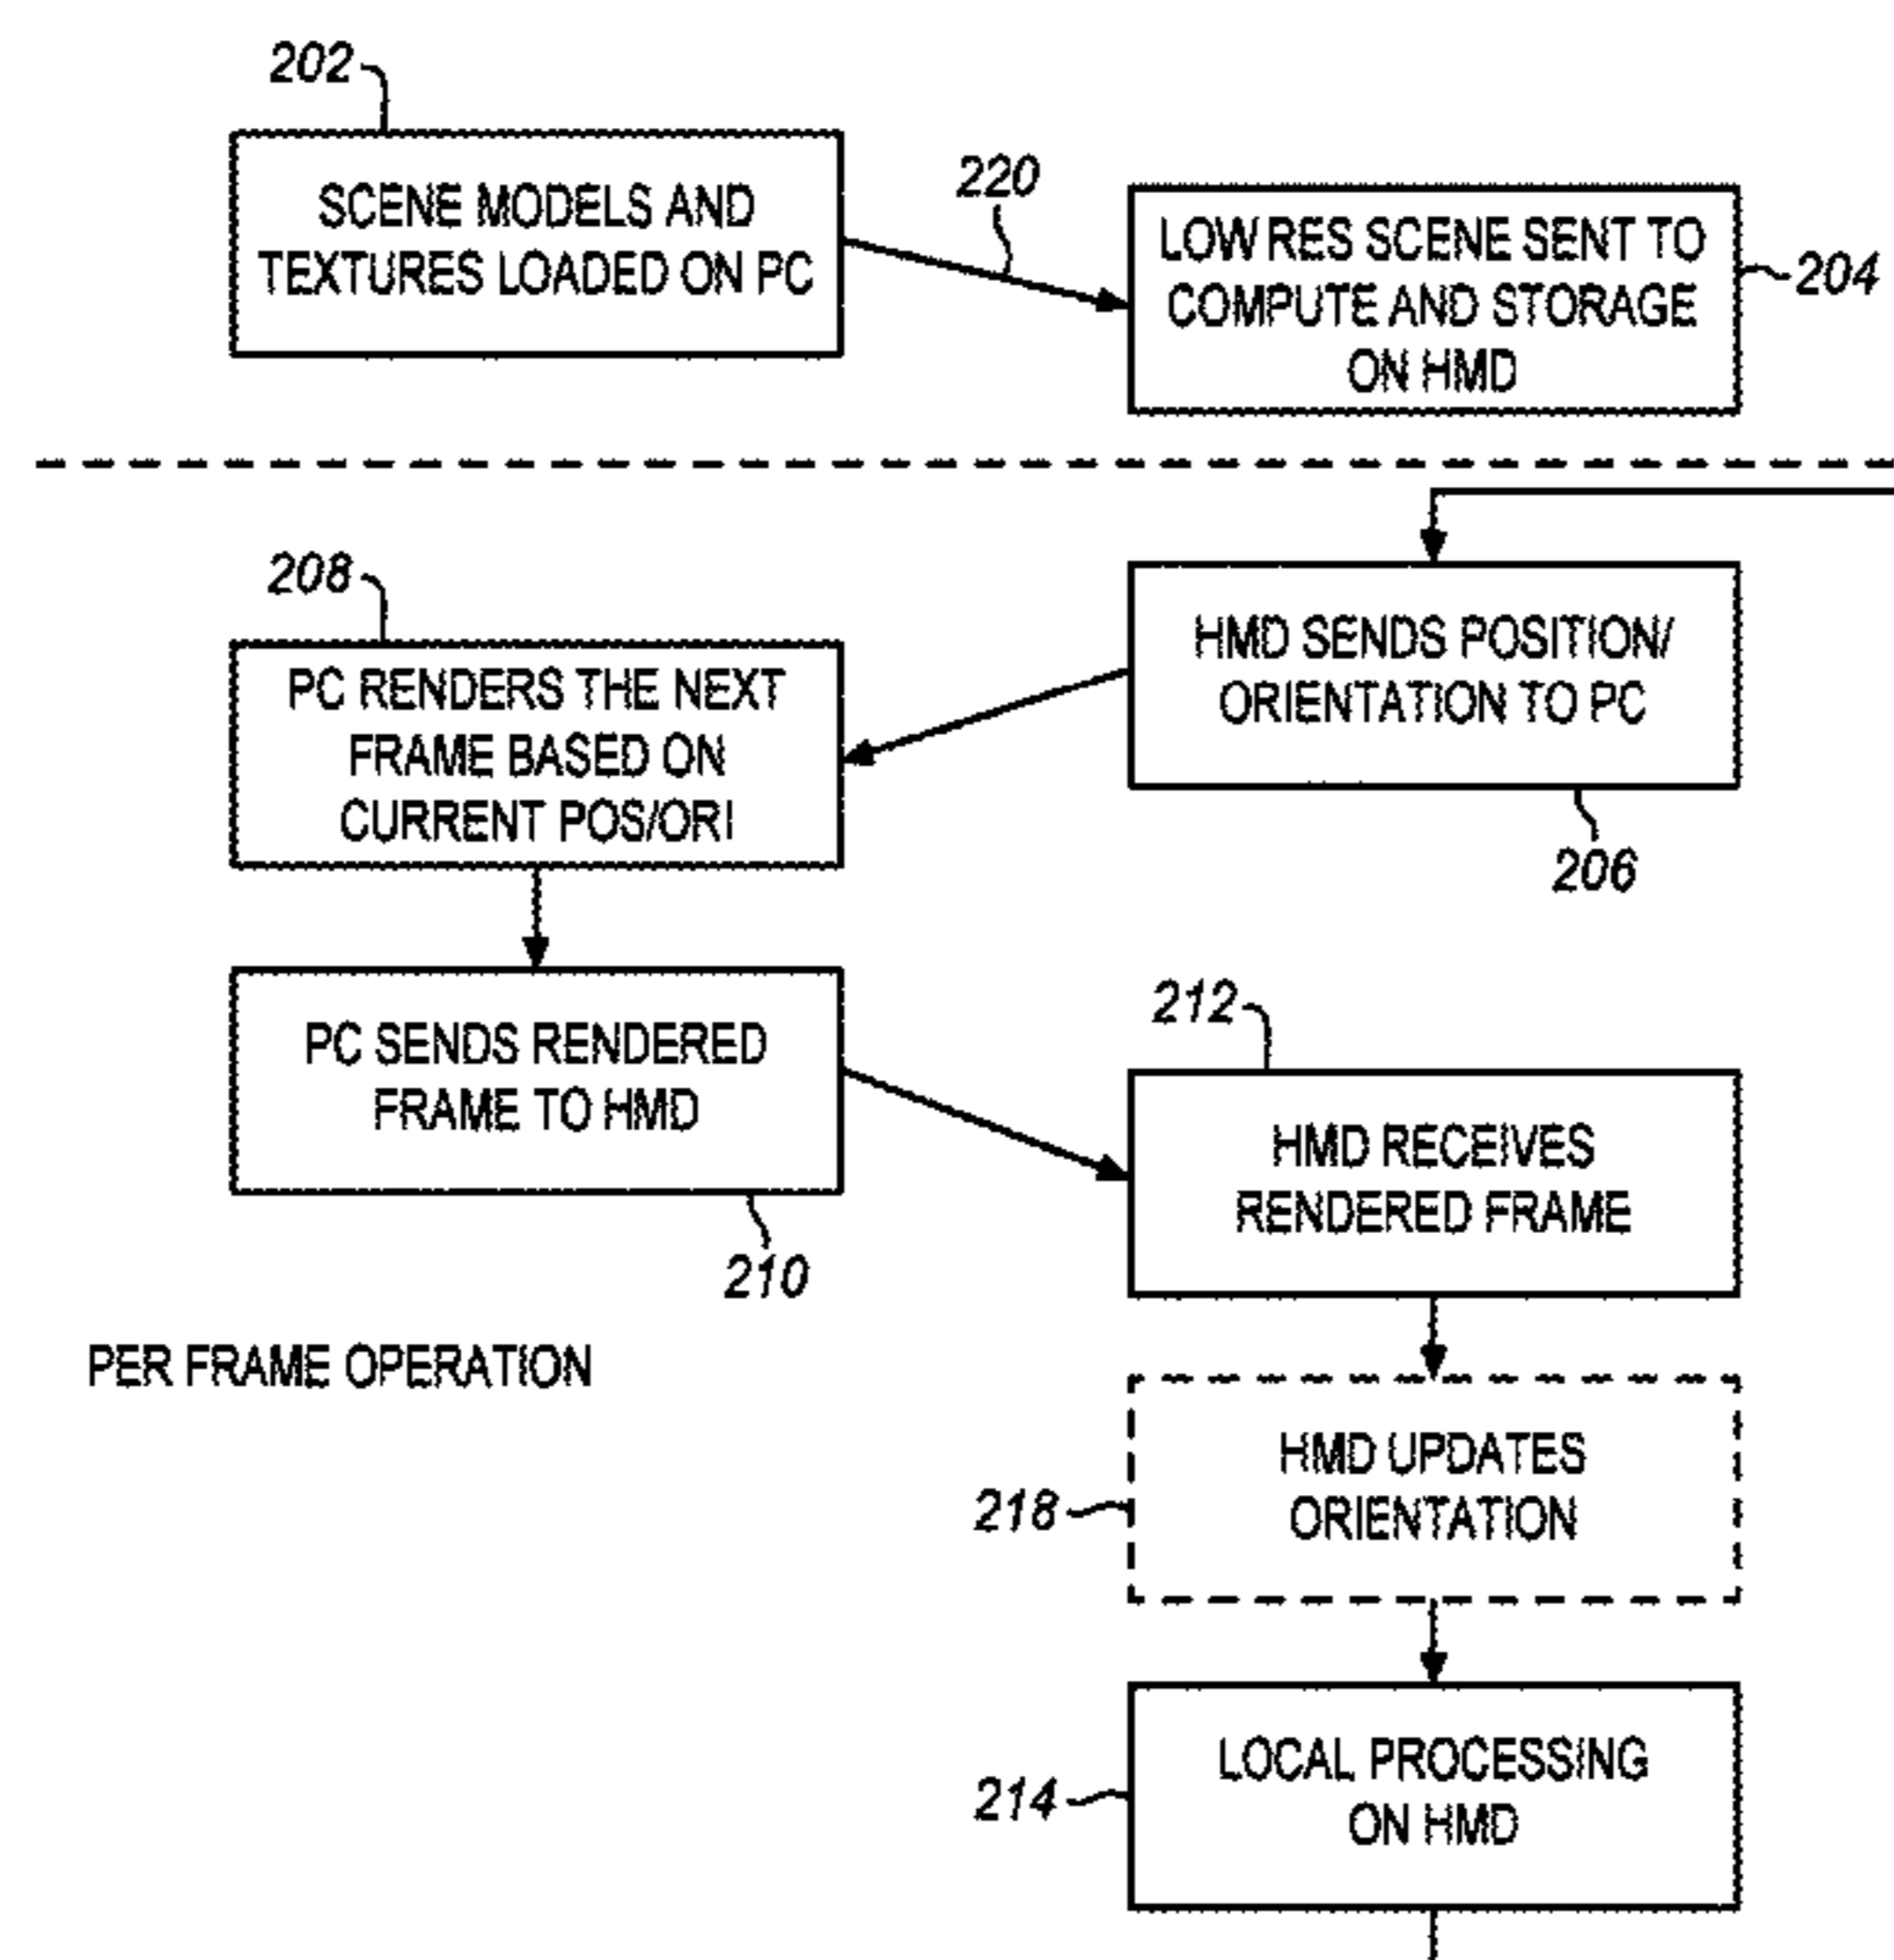 202
SCENE MODELS AND
TEXTURES LOADED ON PC
220
LOW RES SCENE SENT TO
COMPUTE AND STORAGE
ON HMD
204
HMD SENDS POSITION/
ORIENTATION TO PC
206
208
PC RENDERS THE NEXT
FRAME BASED ON
CURRENT POS/ORI
PC SENDS RENDERED
FRAME TO HMD
210
212
HMD RECEIVES
RENDERED FRAME
PER FRAME OPERATION
HMD UPDATES
ORIENTATION
218
LOCAL PROCESSING
ON HMD
214